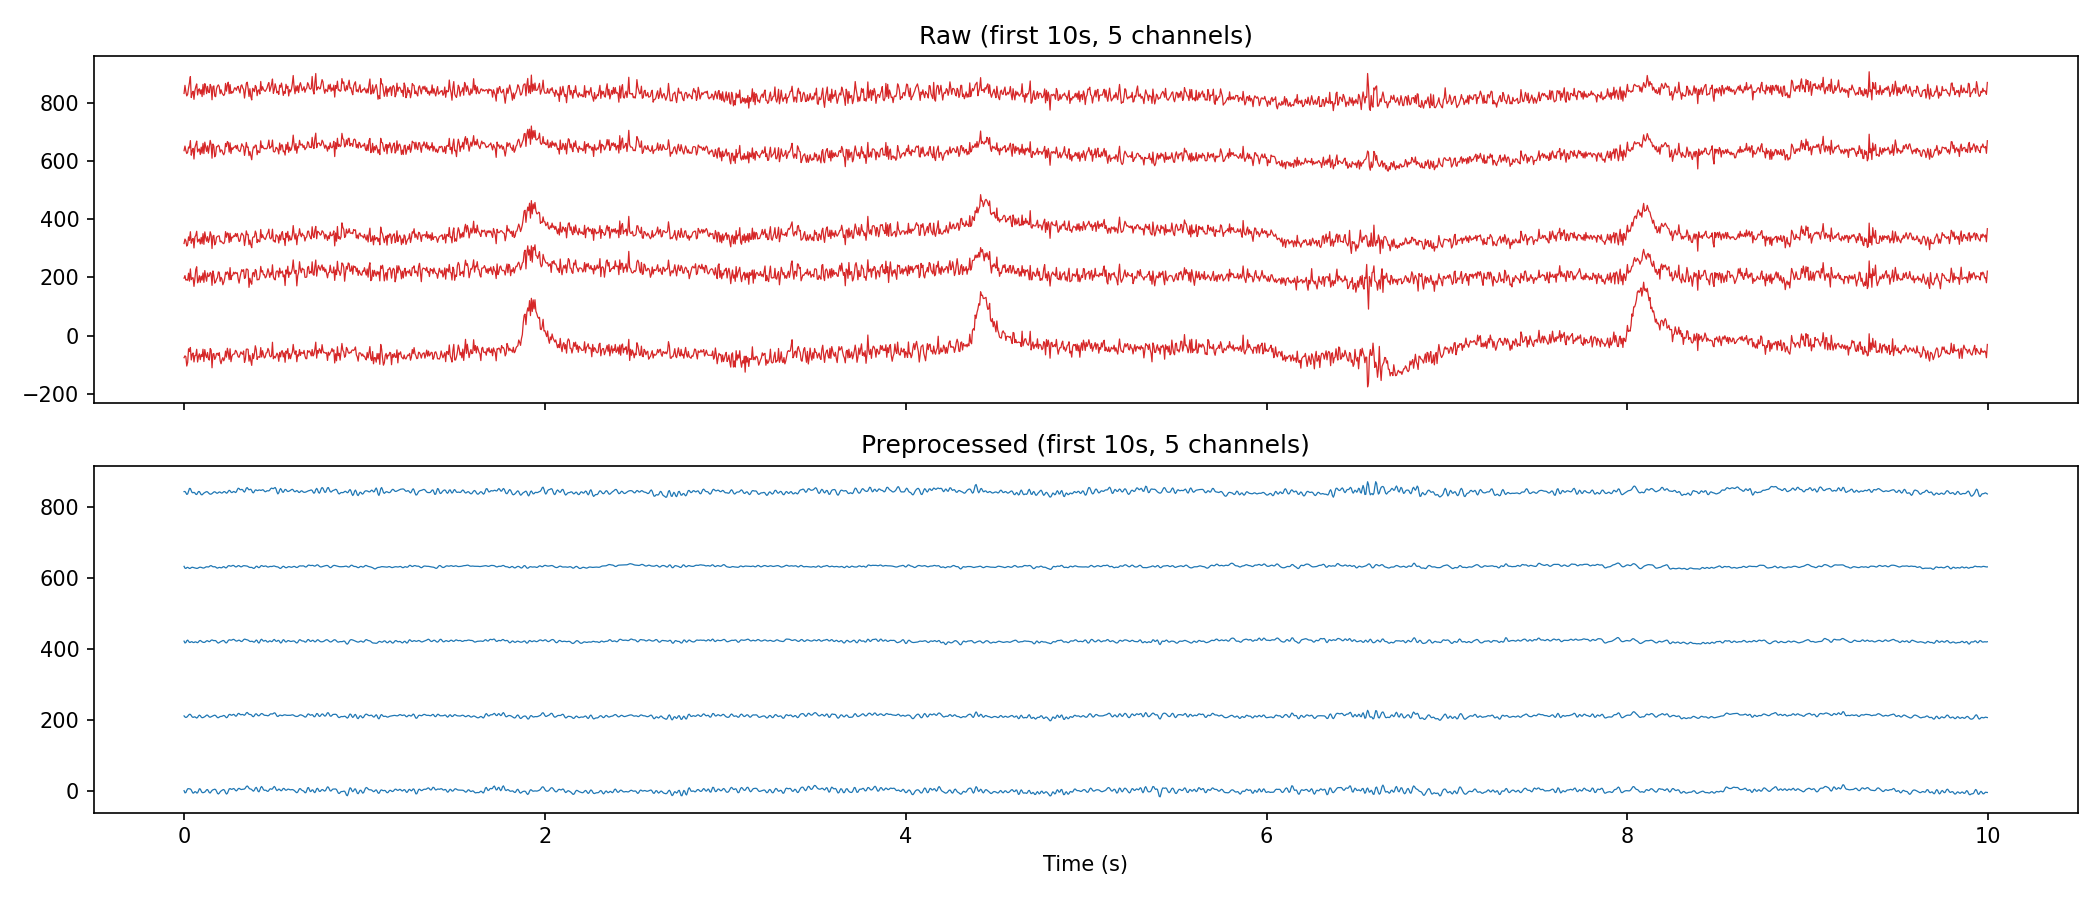 Raw (first 10s, 5 channels)
800
600
400
200
0
−200
Preprocessed (first 10s, 5 channels)
800
600
400
200
0
0 2 4 6 8 10
Time (s)